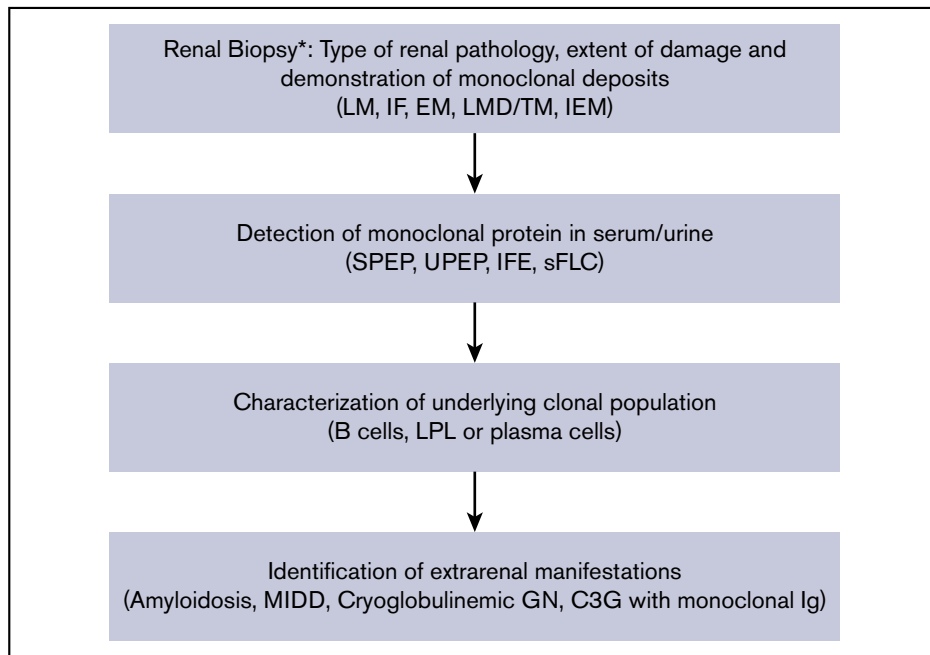 Renal Biopsy*: Type of renal pathology, extent of damage and
demonstration of monoclonal deposits
(LM, IF, EM, LMD/TM, IEM)
Detection of monoclonal protein in serum/urine
(SPEP, UPEP, IFE, sFLC)
Characterization of underlying clonal population
(B cells, LPL or plasma cells)
Identification of extrarenal manifestations
(Amyloidosis, MIDD, Cryoglobulinemic GN, C3G with monoclonal Ig)